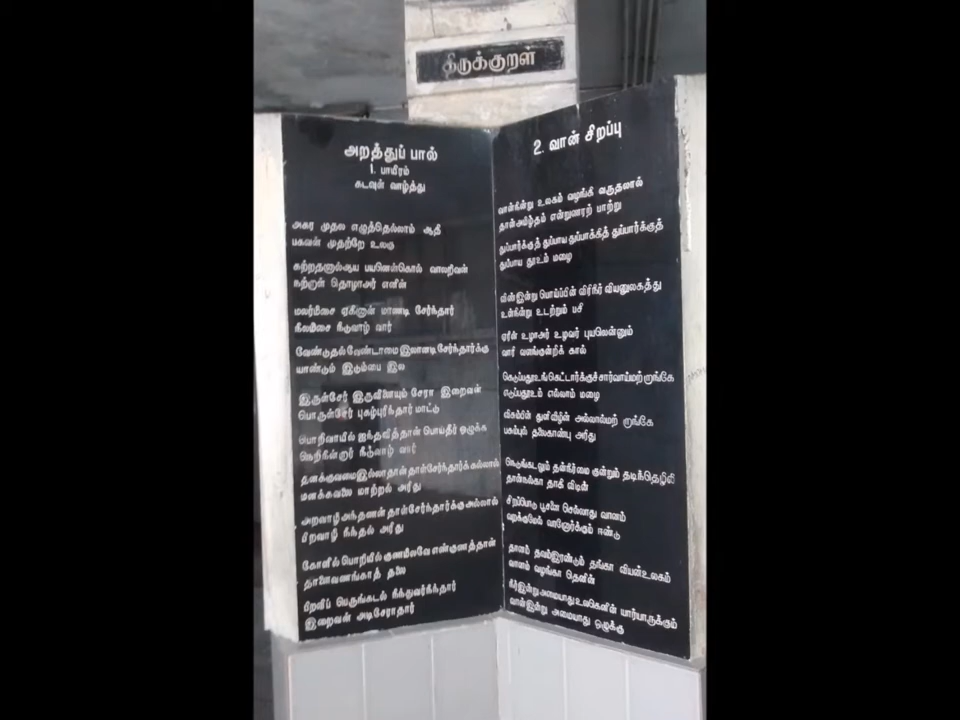 திருக்குறள்
அறத்துப் பால்
1. பாயிரம்
கடவுள் வாழ்த்து
அகர முதல எழுத்தெல்லாம் ஆதி
பகவன் முதற்றே உலகு
கற்றதனால்ஆய பயனென்கொல் வாலறிவன்
நற்றாள் தொழாஅர் எனின்
மலர்மிசை ஏகினான் மாணடி சேர்ந்தார்
நிலமிசை நீடுவாழ் வார்
வேண்டுதல்வேண்டாமைஇலானடிசேர்ந்தார்க்கு
யாண்டும் இடும்பை இல
இருள்சேர் இருவினையும் சேரா இறைவன்
பொருள்சேர் புகழ்புரிந்தார் மாட்டு
பொறிவாயில் ஐந்தவித்தான் பொய்தீர் ஒழுக்க
நெறிநின்றார் நீடுவாழ் வார்
தனக்குவமைஇல்லாதான்தாள்சேர்ந்தார்க்கல்லால்
மனக்கவலை மாற்றல் அரிது
அறவாழி அந்தணன் தாள்சேர்ந்தார்க்கு அல்லால்
பிறவாழி நீந்தல் அரிது
கோளில் பொறியில் குணமிலவே எண்குணத்தான்
தாளைவணங்காத் தலை
பிறவிப் பெருங்கடல் நீந்துவர்நீந்தார்
இறைவன் அடிசேராதார்
2. வான் சிறப்பு
வான்நின்று உலகம் வழங்கி வருதலால்
தான்அமிழ்தம் என்றுணரற் பாற்று
துப்பார்க்குத் துப்பாய துப்பாக்கித் துப்பார்க்குத்
துப்பாய தூஉம் மழை
விண்இன்று பொய்ப்பின் விரிநீர் வியனுலகத்து
உள்நின்று உடற்றும் பசி
ஏரின் உழாஅர் உழவர் புயலென்னும்
வாரி வளங்குன்றிக் கால்
கெடுப்பதூஉங்கெட்டார்க்குச்சார்வாய்மற் றாங்கே
எடுப்பதூஉம் எல்லாம் மழை
விசும்பின் துளிவீழின் அல்லால்மற் றாங்கே
பசும்புல் தலைகாண்பு அரிது
நெடுங்கடலும் தன்நீர்மை குன்றும் தடிந்தெழிலி
தான்நல்கா தாகி விடின்
சிறப்பொடு பூசனை செல்லாது வானம்
வறக்குமேல் வானோர்க்கும் ஈண்டு
தானம் தவம்இரண்டும் தங்கா வியன்உலகம்
வானம் வழங்கா தெனின்
நீர்இன்று அமையாது உலகெனின் யார்யாருக்கும்
வான்இன்று அமையாது ஒழுக்கு